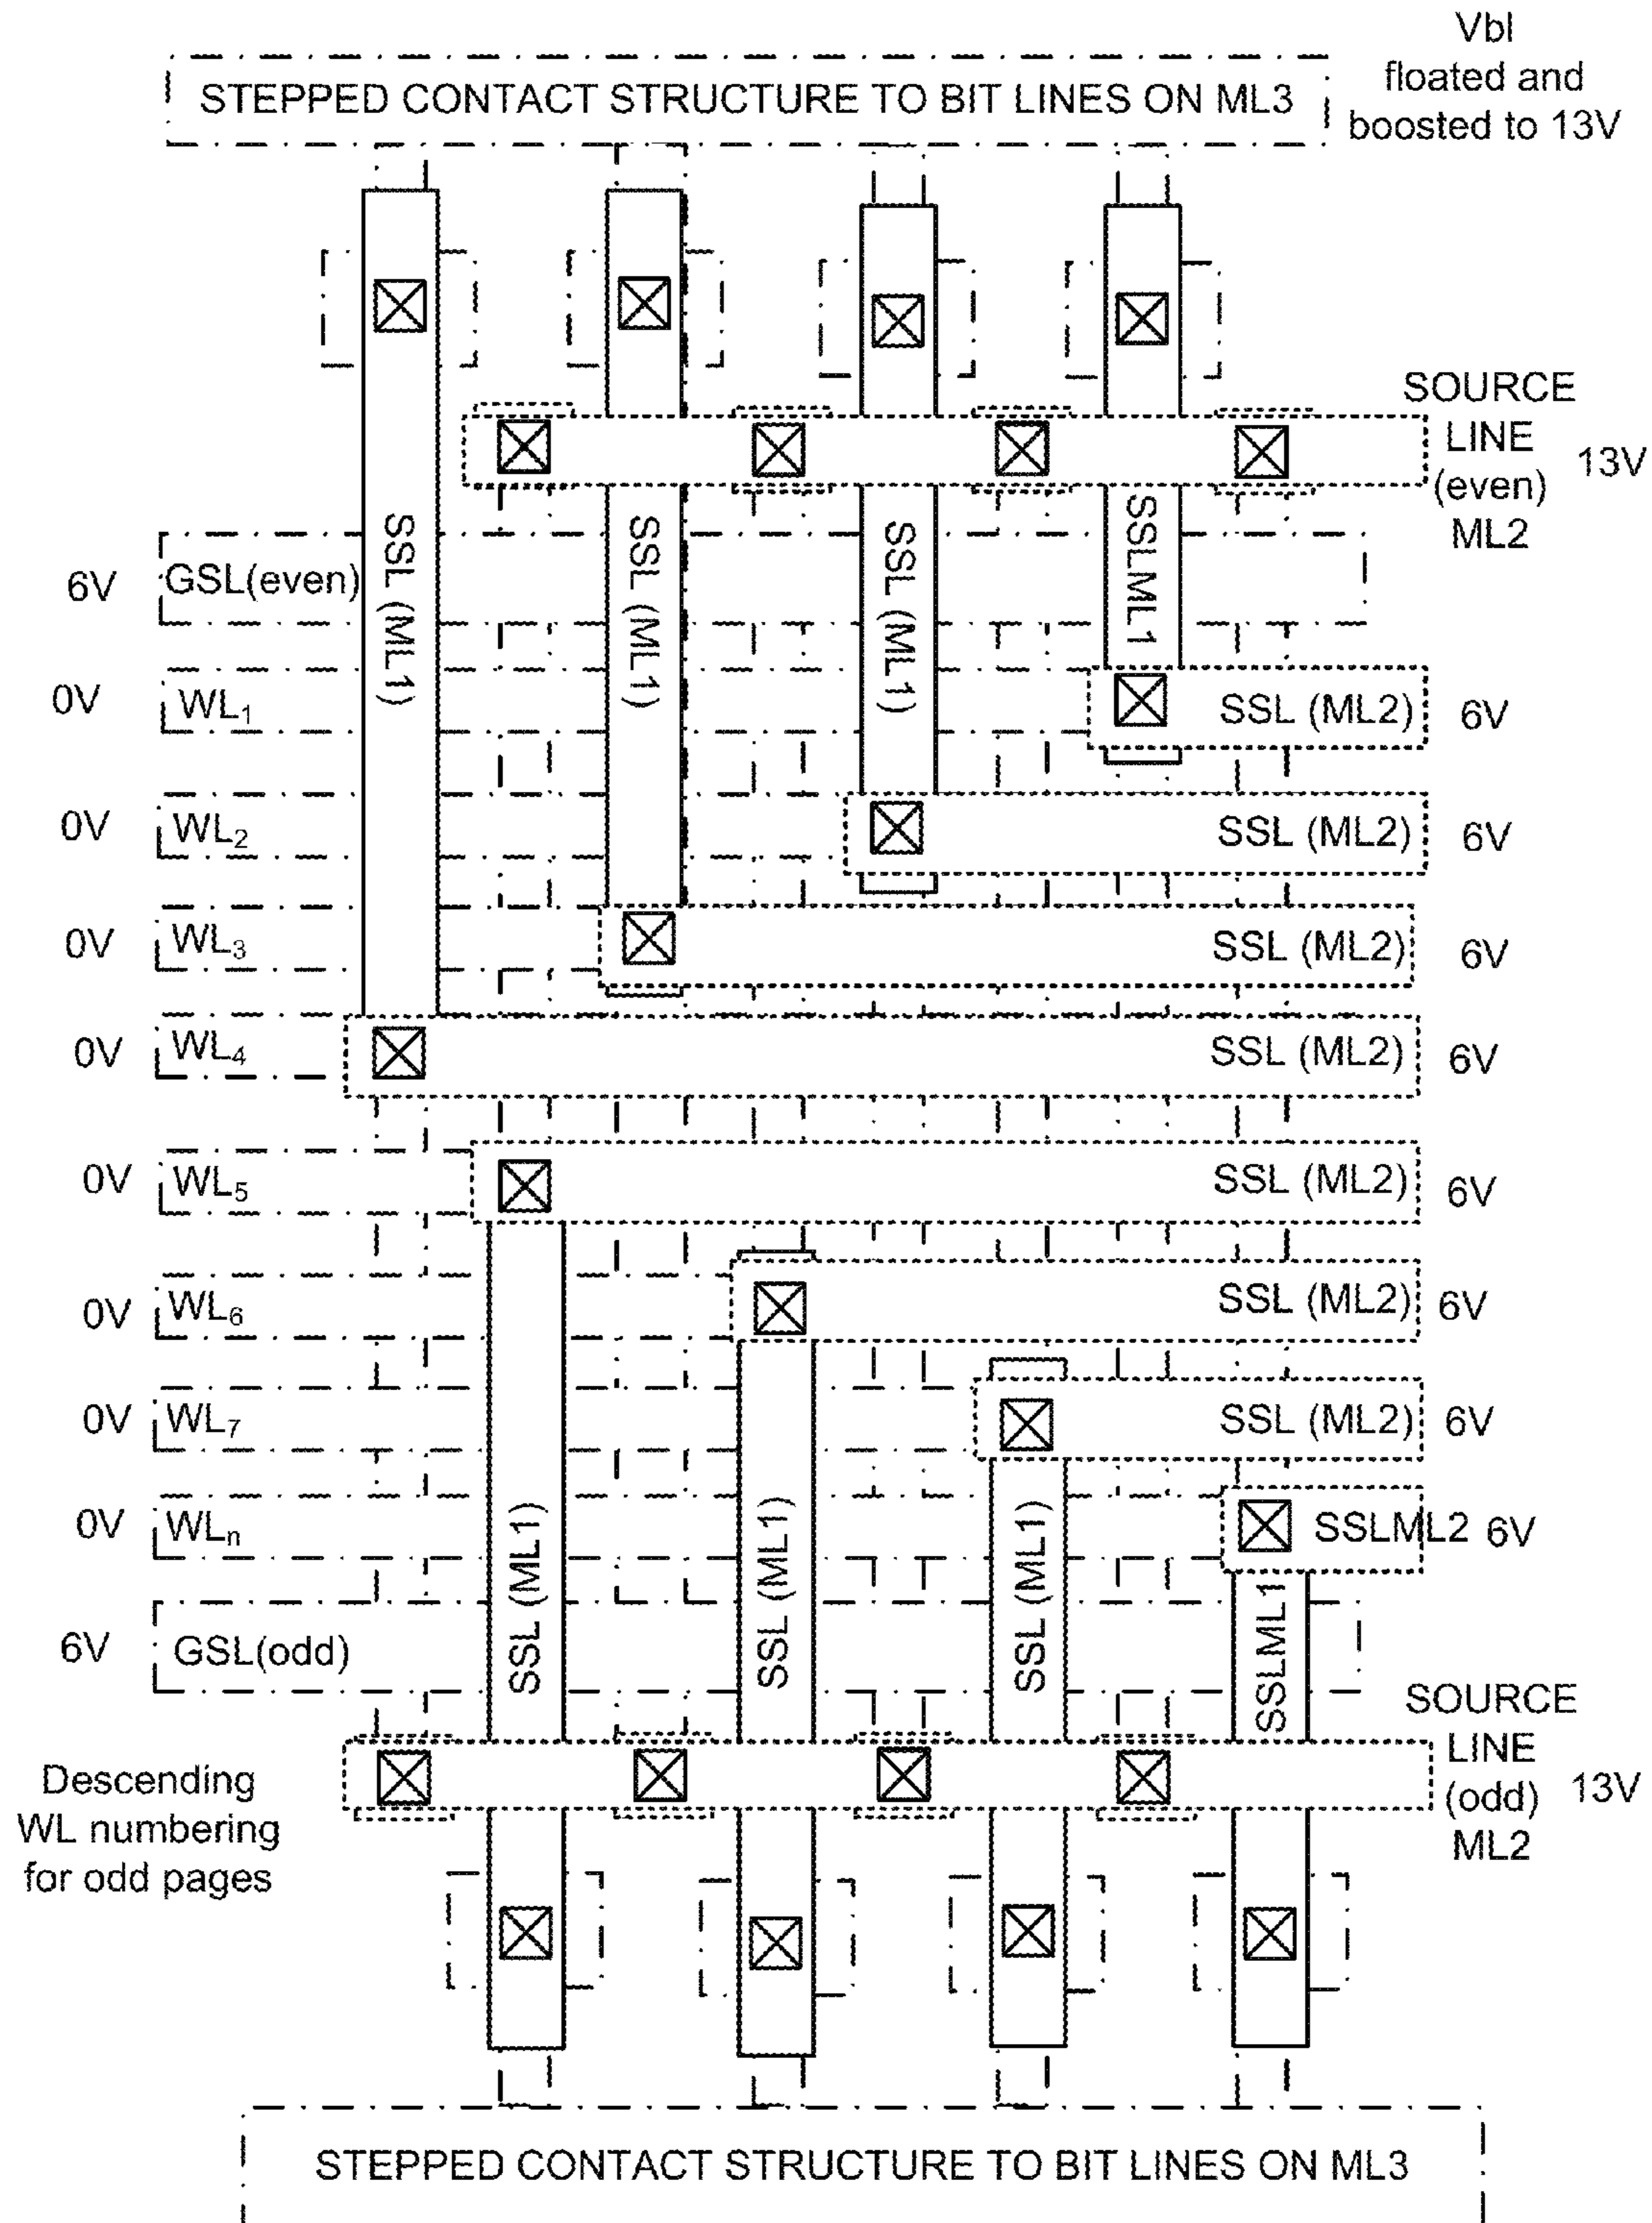 Vbl
floated and
boosted to 13V
STEPPED CONTACT STRUCTURE TO BIT LINES ON ML3
SOURCE
LINE
(even)
ML2
13V
SSL (ML1)
SSL (ML1)
SSL (ML1)
SSLML1
6V GSL(even)
0V WL₁ SSL (ML2) 6V
0V WL₂ SSL (ML2) 6V
0V WL₃ SSL (ML2) 6V
0V WL₄ SSL (ML2) 6V
0V WL₅ SSL (ML2) 6V
0V WL₆ SSL (ML2) 6V
0V WL₇ SSL (ML2) 6V
0V WLₙ SSLML2 6V
SSL (ML1)
SSL (ML1)
SSL (ML1)
SSLML1
6V GSL(odd)
SOURCE
LINE
(odd)
ML2
13V
Descending
WL numbering
for odd pages
STEPPED CONTACT STRUCTURE TO BIT LINES ON ML3